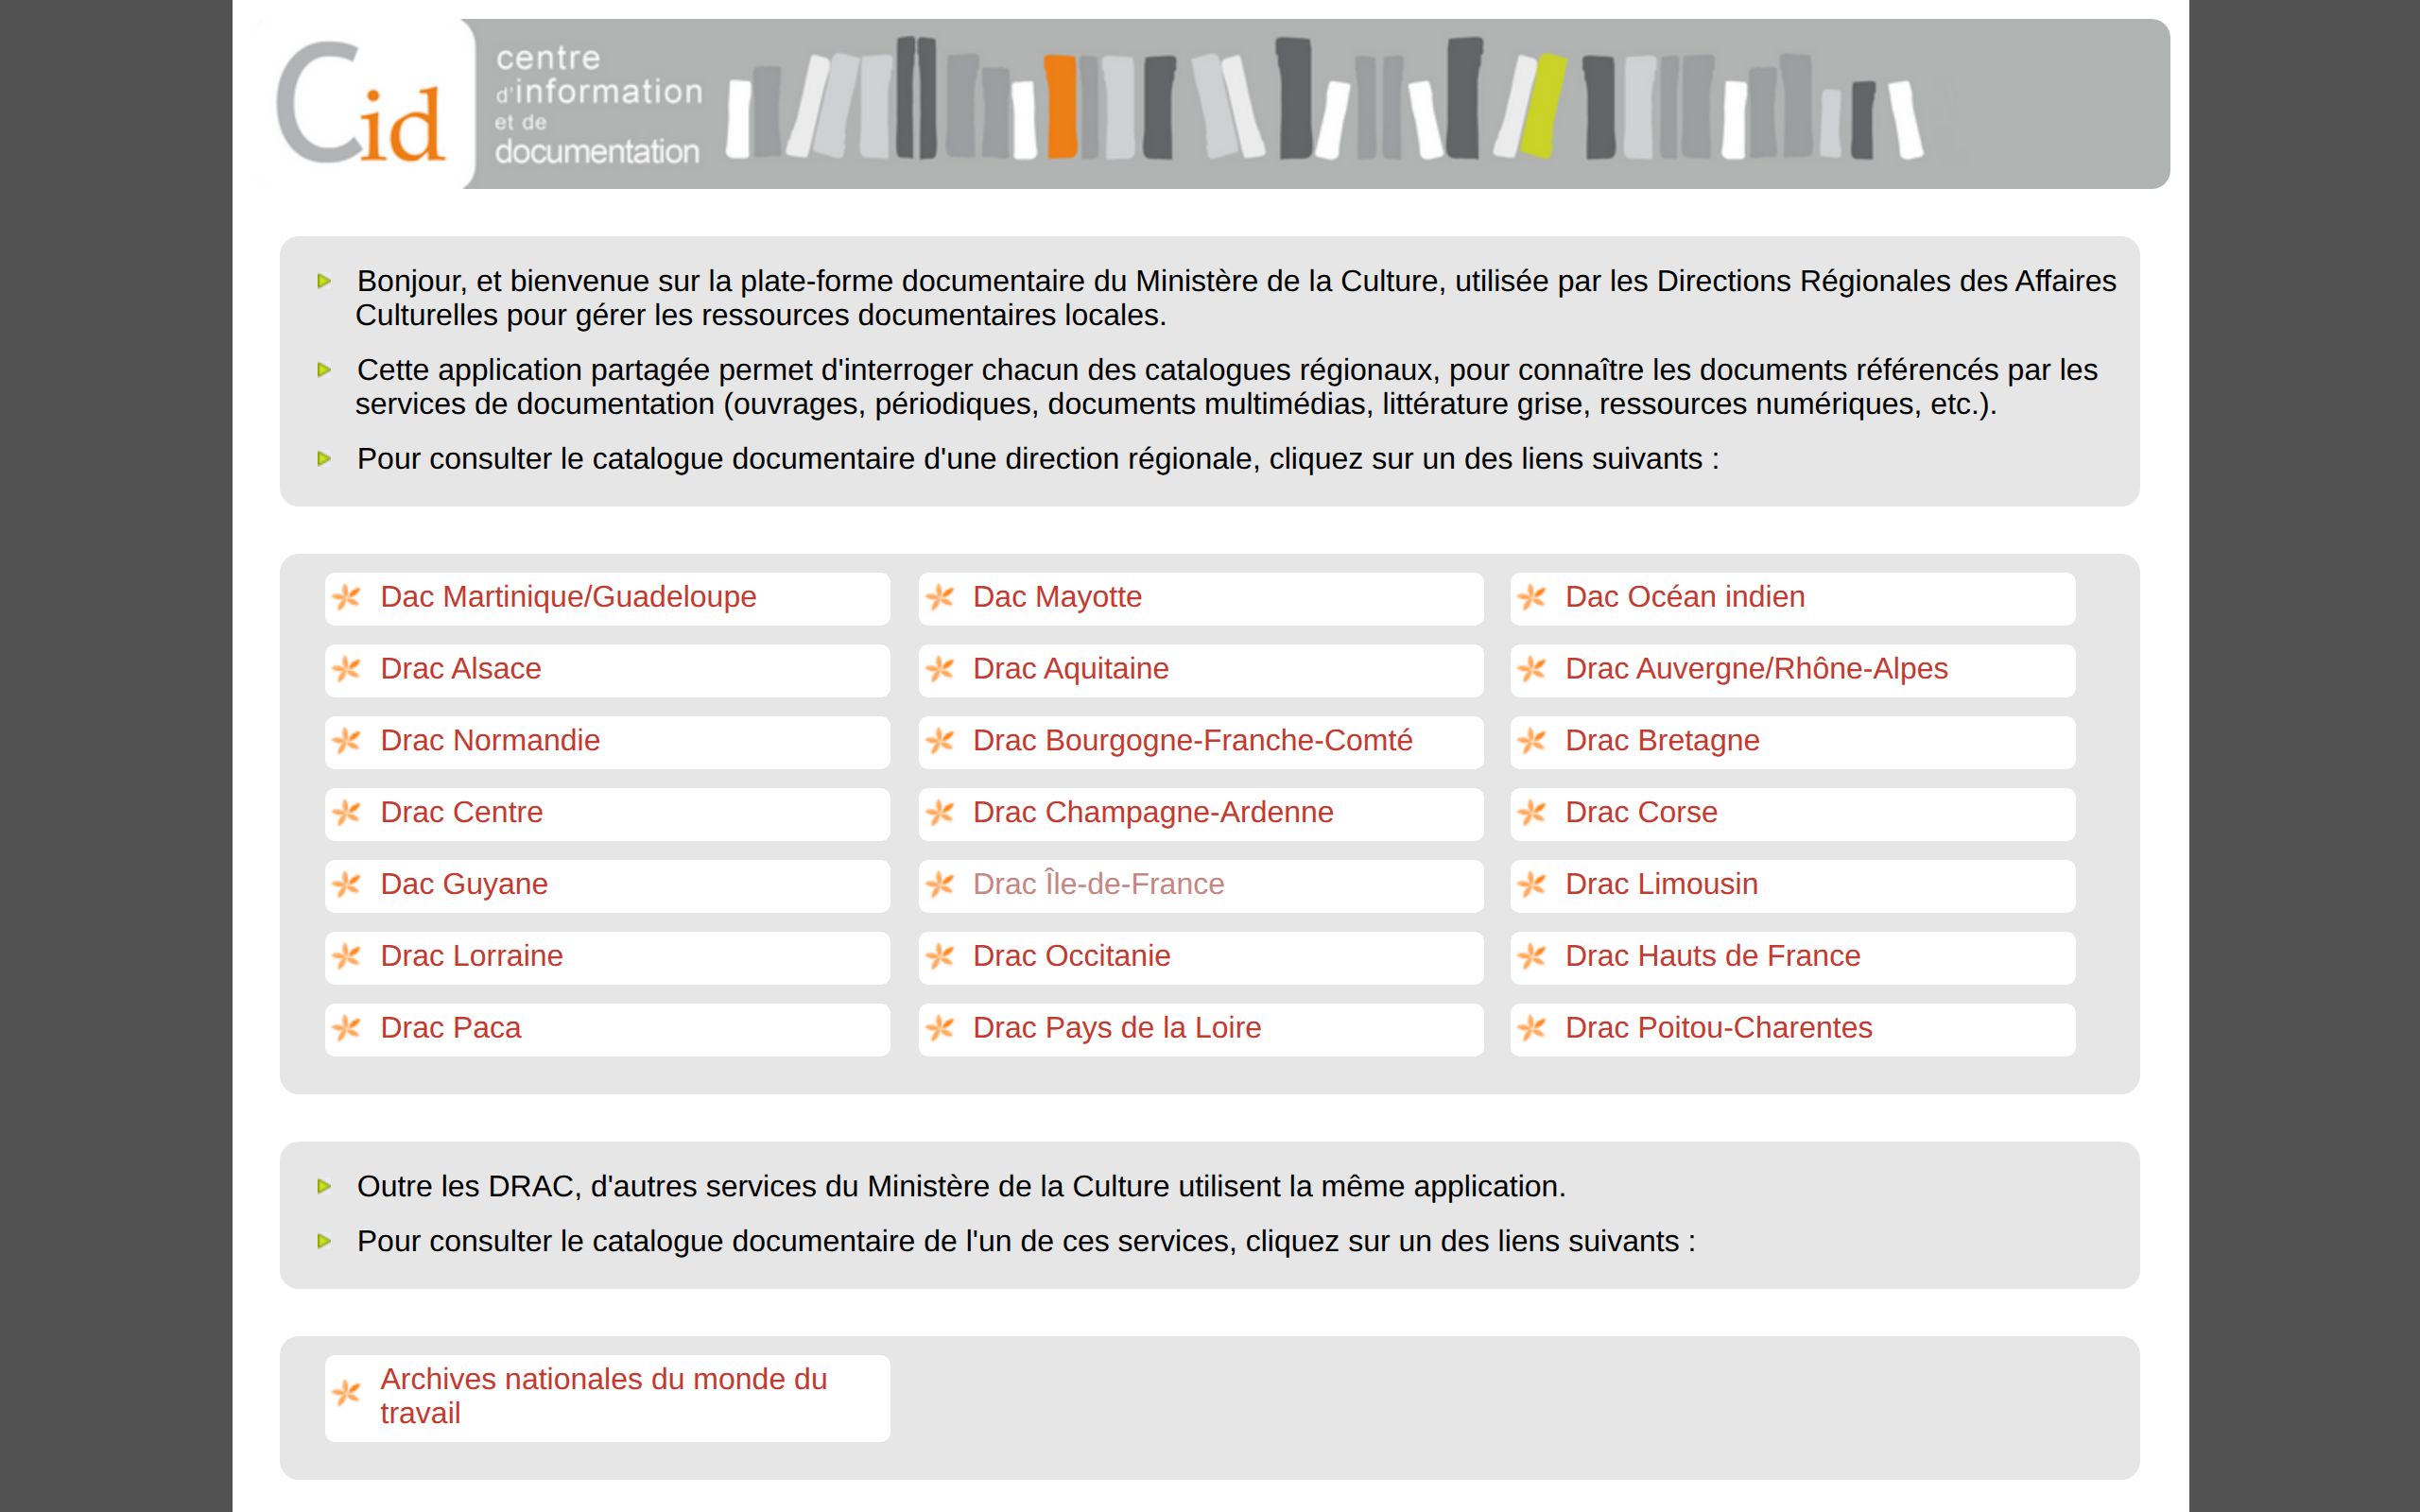 Cid
centre
d'information
et de
documentation
Bonjour, et bienvenue sur la plate-forme documentaire du Ministère de la Culture, utilisée par les Directions Régionales des Affaires
Culturelles pour gérer les ressources documentaires locales.
Cette application partagée permet d'interroger chacun des catalogues régionaux, pour connaître les documents référencés par les
services de documentation (ouvrages, périodiques, documents multimédias, littérature grise, ressources numériques, etc.).
Pour consulter le catalogue documentaire d'une direction régionale, cliquez sur un des liens suivants :
Dac Martinique/Guadeloupe
Dac Mayotte
Dac Océan indien
Drac Alsace
Drac Aquitaine
Drac Auvergne/Rhône-Alpes
Drac Normandie
Drac Bourgogne-Franche-Comté
Drac Bretagne
Drac Centre
Drac Champagne-Ardenne
Drac Corse
Dac Guyane
Drac Île-de-France
Drac Limousin
Drac Lorraine
Drac Occitanie
Drac Hauts de France
Drac Paca
Drac Pays de la Loire
Drac Poitou-Charentes
Outre les DRAC, d'autres services du Ministère de la Culture utilisent la même application.
Pour consulter le catalogue documentaire de l'un de ces services, cliquez sur un des liens suivants :
Archives nationales du monde du
travail